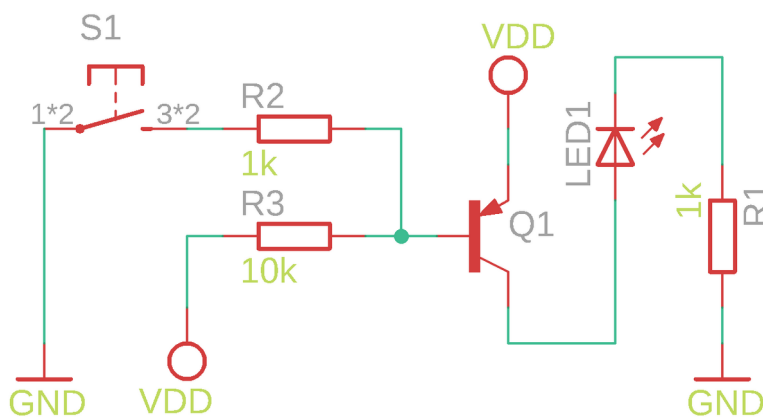 S1
1*2
3*2
R2
1k
R3
10k
VDD
Q1
LED1
1k
R1
GND
VDD
GND